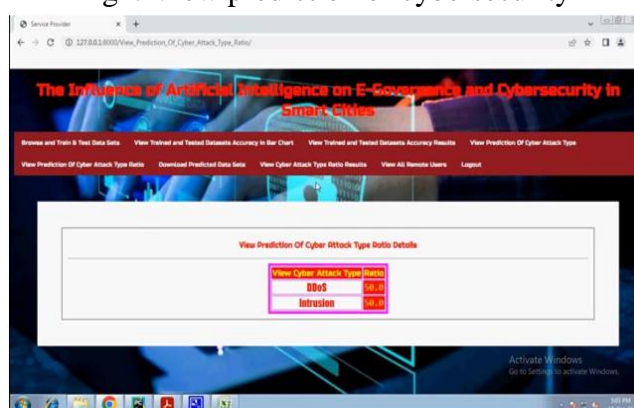 Service Provider
127.0.0.1:8000/View_Prediction_Of_Cyber_Attack_Type_Ratio/
The Influence of Artificial Intelligence on E-Governance and Cybersecurity in
Smart Cities
Browse and Train & Test Data Sets View Trained and Tested Datasets Accuracy in Bar Chart View Trained and Tested Datasets Accuracy Results View Prediction Of Cyber Attack Type
View Prediction Of Cyber Attack Type Ratio Download Predicted Data Sets View Cyber Attack Type Ratio Results View All Remote Users Logout
View Prediction Of Cyber Attack Type Ratio Details
View Cyber Attack Type Ratio
DDoS 50.0
Intrusion 50.0
Activate Windows
Go to Settings to activate Windows.
5:03 PM